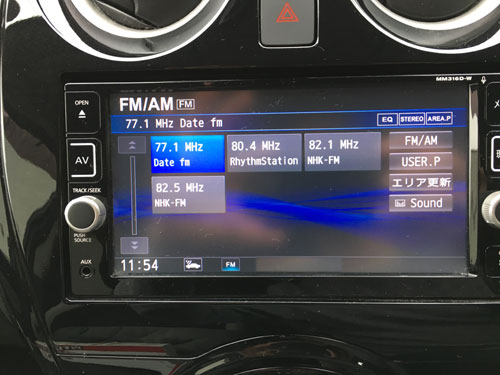 MM316D-W
OPEN
FM/AM FM
77.1 MHz Date fm
EQ STEREO AREA.P
77.1 MHz
Date fm
80.4 MHz
RhythmStation
82.1 MHz
NHK-FM
FM/AM
82.5 MHz
NHK-FM
USER.P
エリア更新
Sound
AV
TRACK/SEEK
PUSH
SOURCE
AUX
11:54
FM